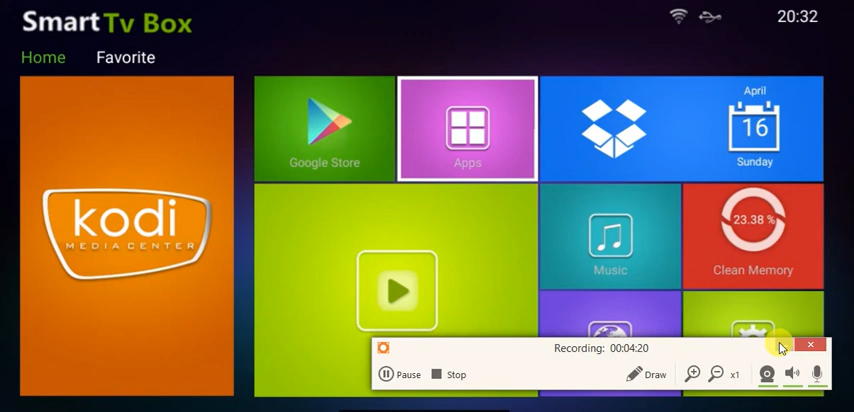 Smart Tv Box
20:32
Home Favorite
Google Store
Apps
April
16
Sunday
kodi
MEDIA CENTER
Music
23.38 %
Clean Memory
Recording: 00:04:20
Pause Stop Draw x1